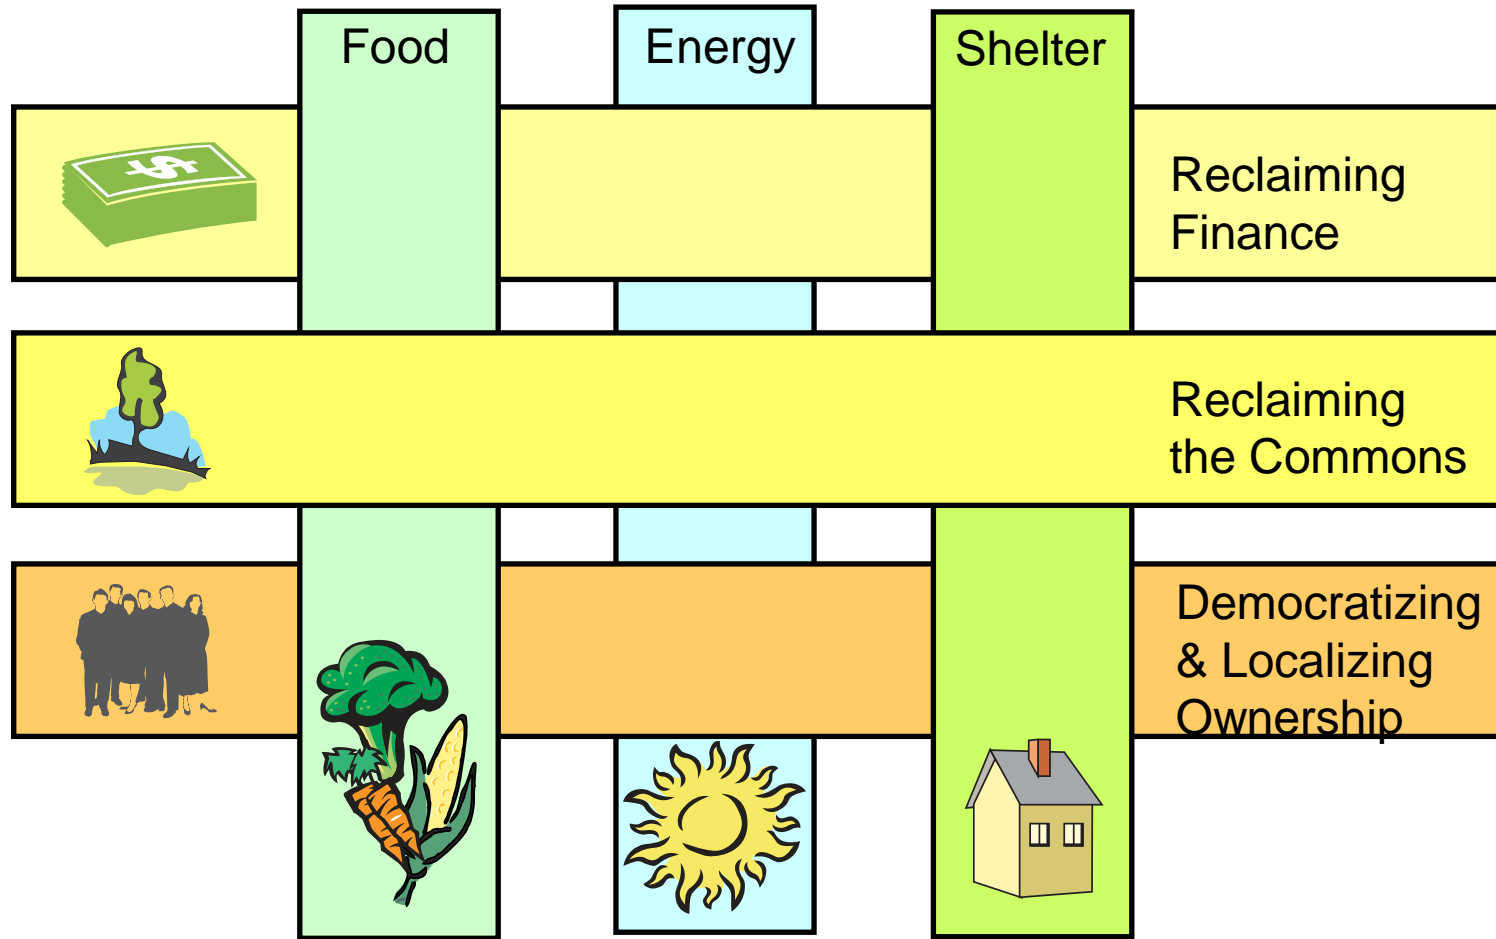 Food
Energy
Shelter
Reclaiming
Finance
Reclaiming
the Commons
Democratizing
& Localizing
Ownership